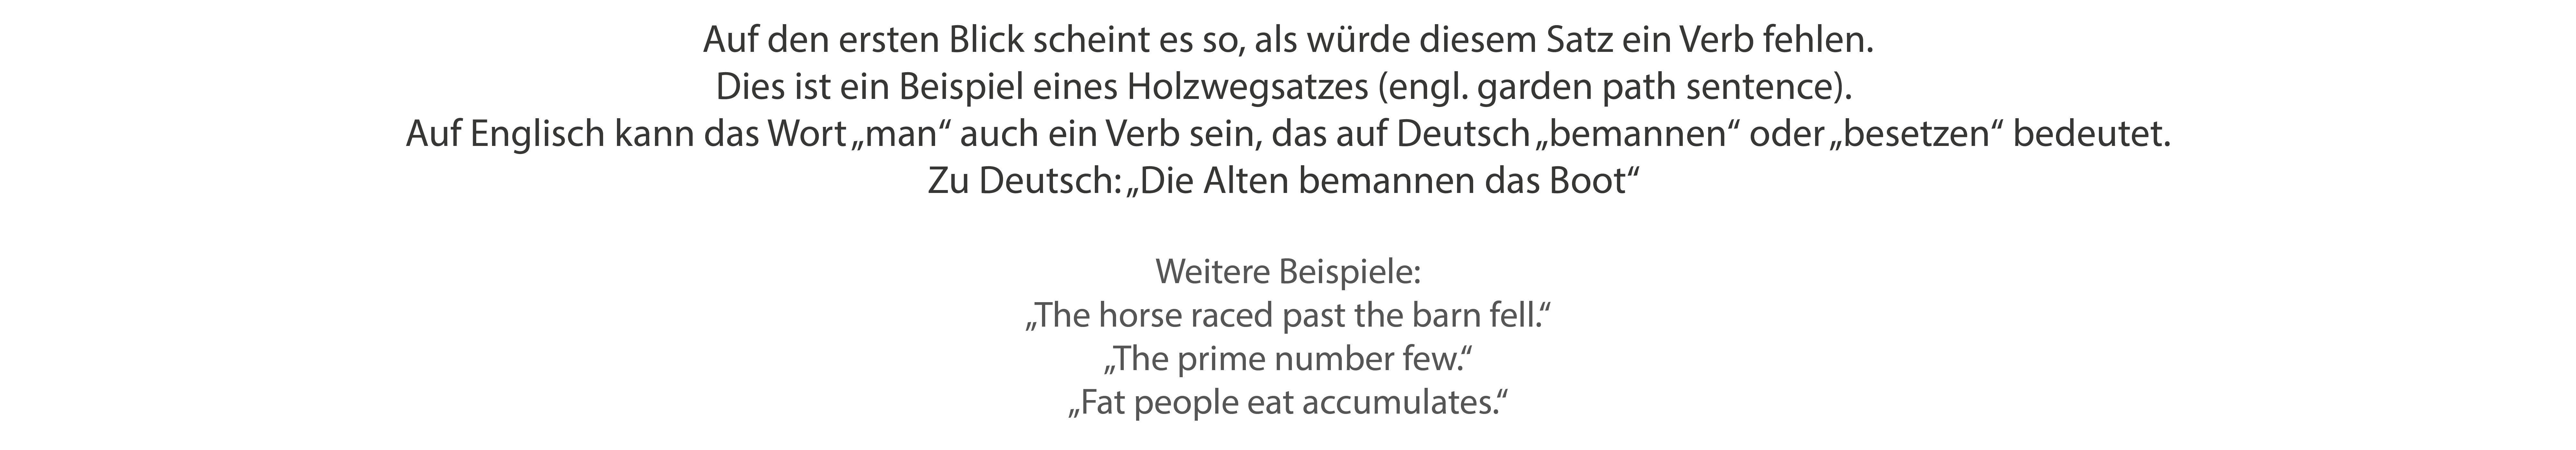 Auf den ersten Blick scheint es so, als würde diesem Satz ein Verb fehlen.
Dies ist ein Beispiel eines Holzwegsatzes (engl. garden path sentence).
Auf Englisch kann das Wort „man“ auch ein Verb sein, das auf Deutsch „bemannen“ oder „besetzen“ bedeutet.
Zu Deutsch: „Die Alten bemannen das Boot“
Weitere Beispiele:
„The horse raced past the barn fell.“
„The prime number few.“
„Fat people eat accumulates.“